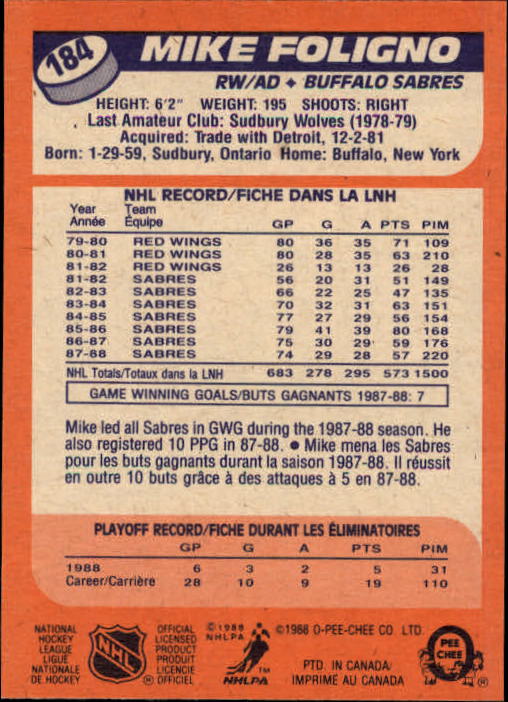 184
MIKE FOLIGNO
RW/AD ♦ BUFFALO SABRES
HEIGHT: 6'2" WEIGHT: 195 SHOOTS: RIGHT
Last Amateur Club: Sudbury Wolves (1978-79)
Acquired: Trade with Detroit, 12-2-81
Born: 1-29-59, Sudbury, Ontario Home: Buffalo, New York
NHL RECORD/FICHE DANS LA LNH
Year Team
Année Équipe GP G A PTS PIM
79-80 RED WINGS 80 36 35 71 109
80-81 RED WINGS 80 28 35 63 210
81-82 RED WINGS 26 13 13 26 28
81-82 SABRES 56 20 31 51 149
82-83 SABRES 66 22 25 47 135
83-84 SABRES 70 32 31 63 151
84-85 SABRES 77 27 29 56 154
85-86 SABRES 79 41 39 80 168
86-87 SABRES 75 30 29 59 176
87-88 SABRES 74 29 28 57 220
NHL Totals/Totaux dans la LNH 683 278 295 573 1500
GAME WINNING GOALS/BUTS GAGNANTS 1987-88: 7
Mike led all Sabres in GWG during the 1987-88 season. He
also registered 10 PPG in 87-88. ● Mike mena les Sabres
pour les buts gagnants durant la saison 1987-88. Il réussit
en outre 10 buts grâce à des attaques à 5 en 87-88.
PLAYOFF RECORD/FICHE DURANT LES ÉLIMINATOIRES
GP G A PTS PIM
1988 6 3 2 5 31
Career/Carrière 28 10 9 19 110
NATIONAL
HOCKEY
LEAGUE
LIGUE
NATIONALE
DE HOCKEY
NHL
®
OFFICIAL
LICENSED
PRODUCT
PRODUIT
LICENCIE
OFFICIEL
© 1988
NHLPA
TM
NHLPA
©1988 O-PEE-CHEE CO. LTD.
PTD. IN CANADA
IMPRIMÉ AU CANADA
O
PEE
CHEE
®